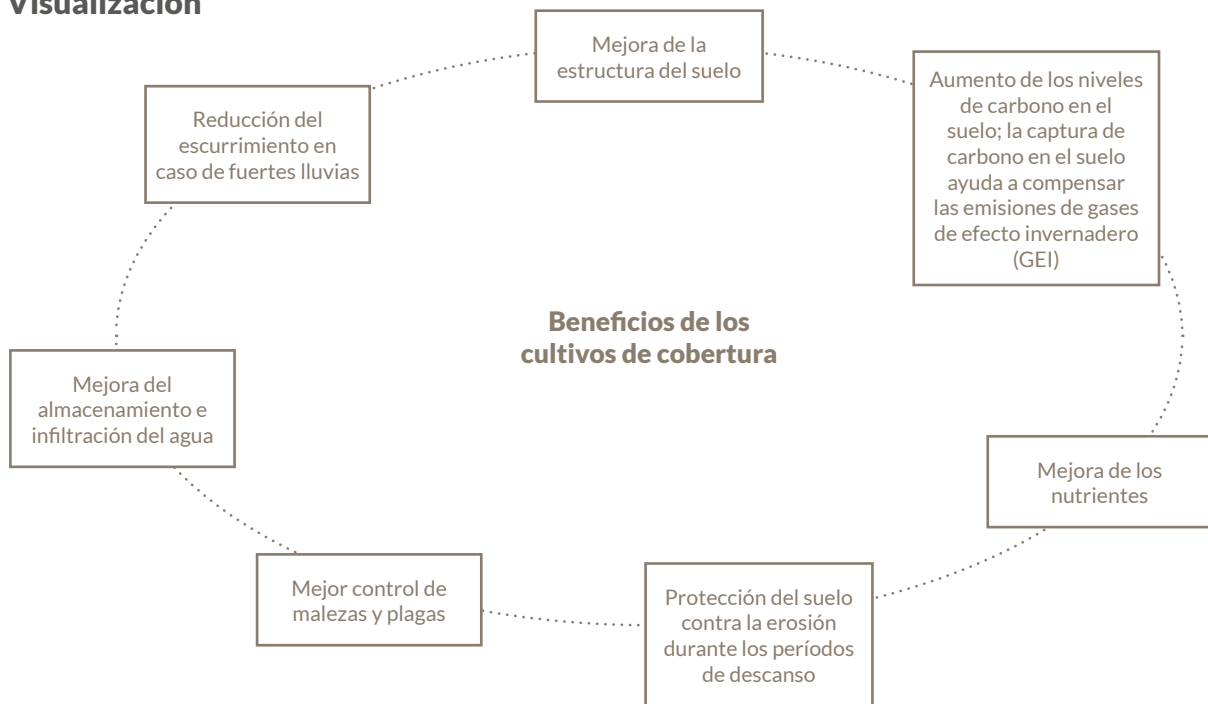 Visualización
Mejora de la
estructura del suelo
Aumento de los niveles
de carbono en el
suelo; la captura de
carbono en el suelo
ayuda a compensar
las emisiones de gases
de efecto invernadero
(GEI)
Mejora de los
nutrientes
Protección del suelo
contra la erosión
durante los períodos
de descanso
Mejor control de
malezas y plagas
Mejora del
almacenamiento e
infiltración del agua
Reducción del
escurrimiento en
caso de fuertes lluvias
Beneficios de los
cultivos de cobertura